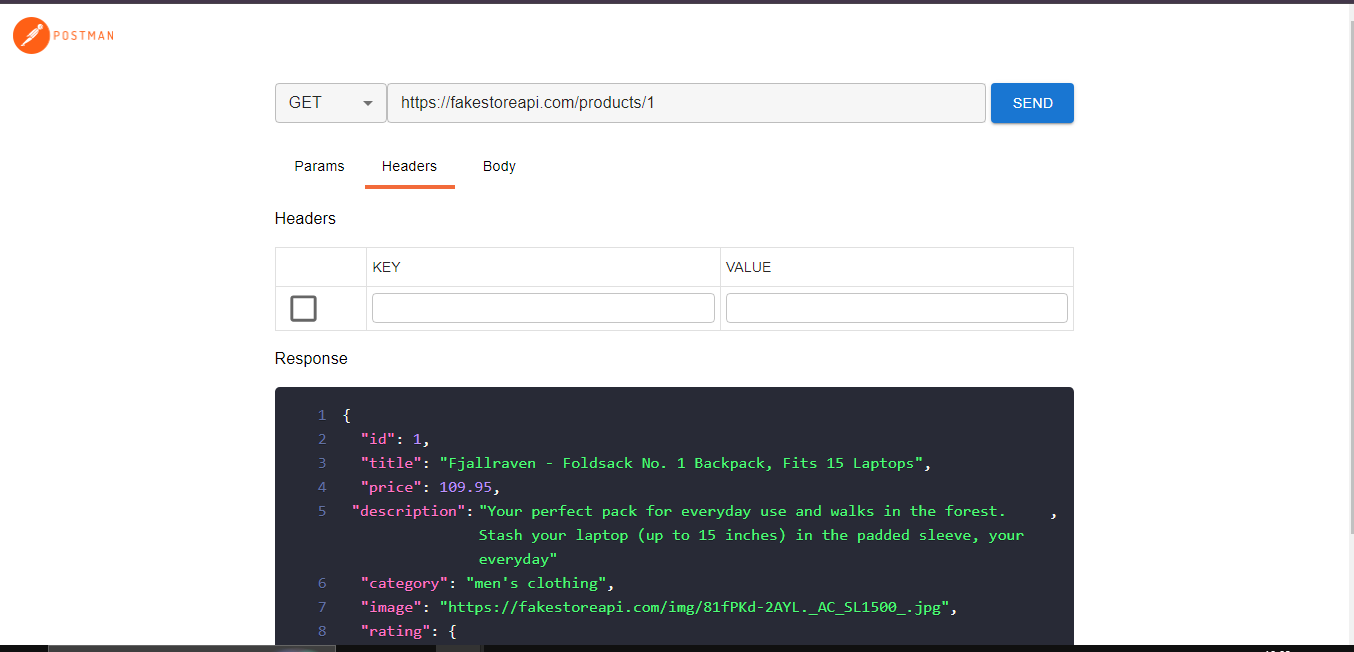 POSTMAN
GET https://fakestoreapi.com/products/1 SEND
Params Headers Body
Headers
KEY VALUE
Response
1 {
2 "id": 1,
3 "title": "Fjallraven - Foldsack No. 1 Backpack, Fits 15 Laptops",
4 "price": 109.95,
5 "description": "Your perfect pack for everyday use and walks in the forest. ,
Stash your laptop (up to 15 inches) in the padded sleeve, your
everyday"
6 "category": "men's clothing",
7 "image": "https://fakestoreapi.com/img/81fPKd-2AYL._AC_SL1500_.jpg",
8 "rating": {